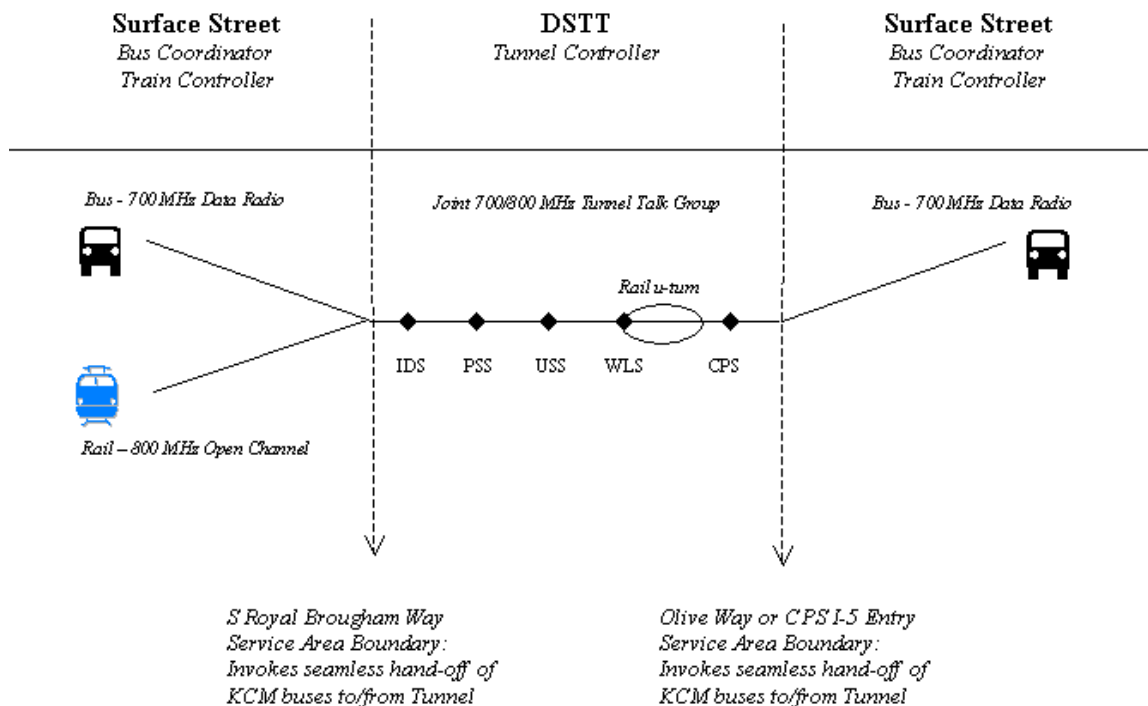 Surface Street
Bus Coordinator
Train Controller
DSTT
Tunnel Controller
Surface Street
Bus Coordinator
Train Controller
Bus - 700 MHz Data Radio
Joint 700/800 MHz Tunnel Talk Group
Bus - 700 MHz Data Radio
Rail u-turn
IDS
PSS
USS
WLS
CPS
Rail – 800 MHz Open Channel
S Royal Brougham Way
Service Area Boundary:
Invokes seamless hand-off of
KCM buses to/from Tunnel
Olive Way or CPS I-5 Entry
Service Area Boundary:
Invokes seamless hand-off of
KCM buses to/from Tunnel